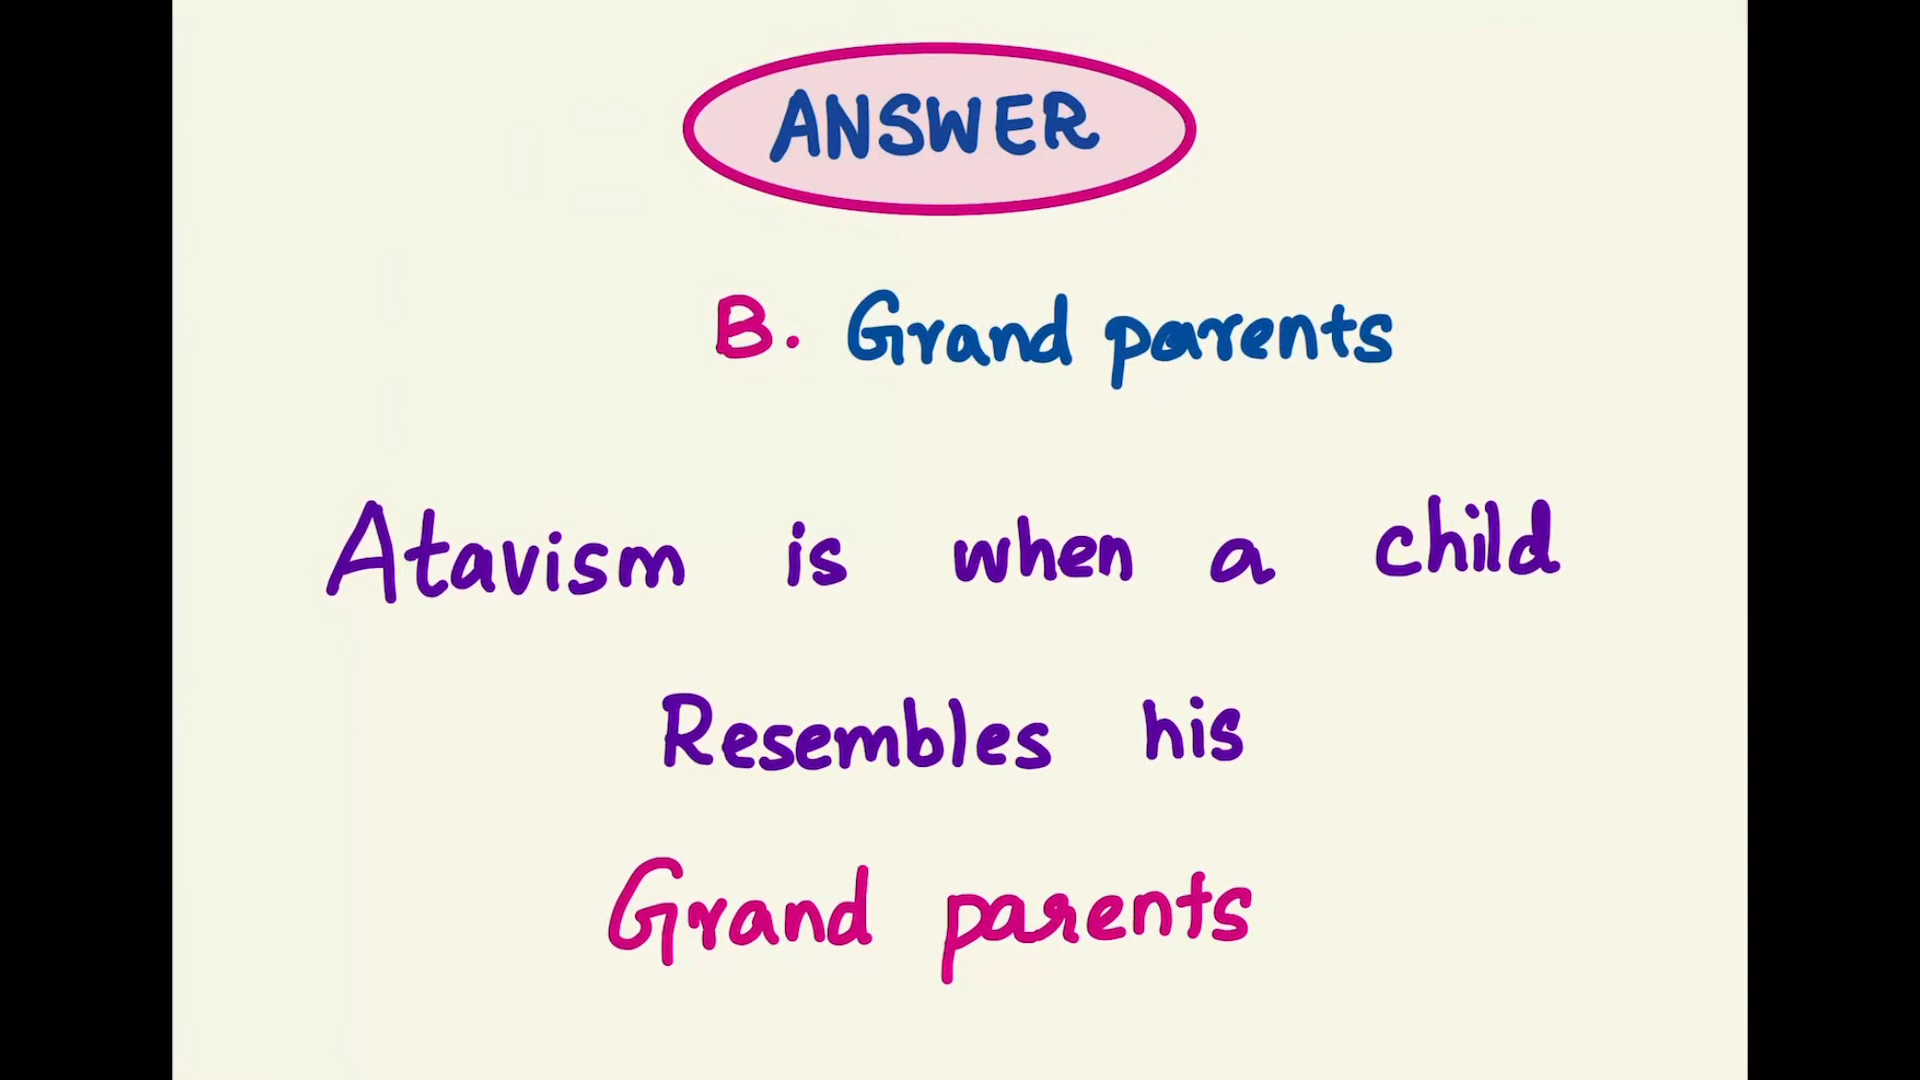 ANSWER
B. Grand parents
Atavism is when a child
Resembles his
Grand parents